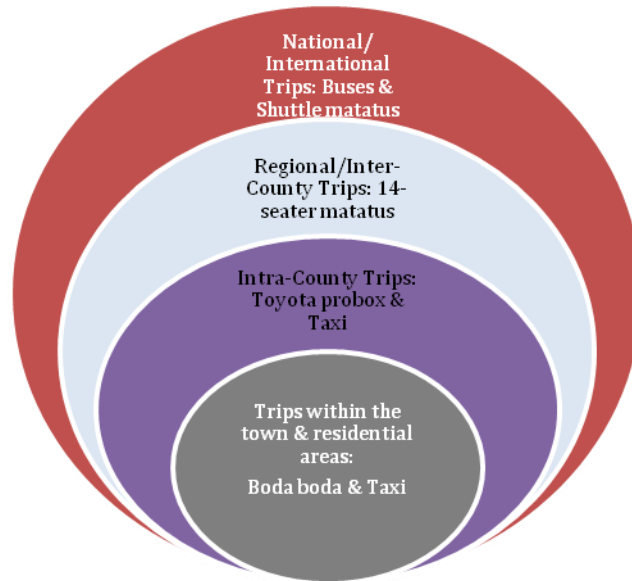 National/
International
Trips: Buses &
Shuttle matatus
Regional/Inter-
County Trips: 14-
seater matatus
Intra-County Trips:
Toyota probox &
Taxi
Trips within the
town & residential
areas:
Boda boda & Taxi